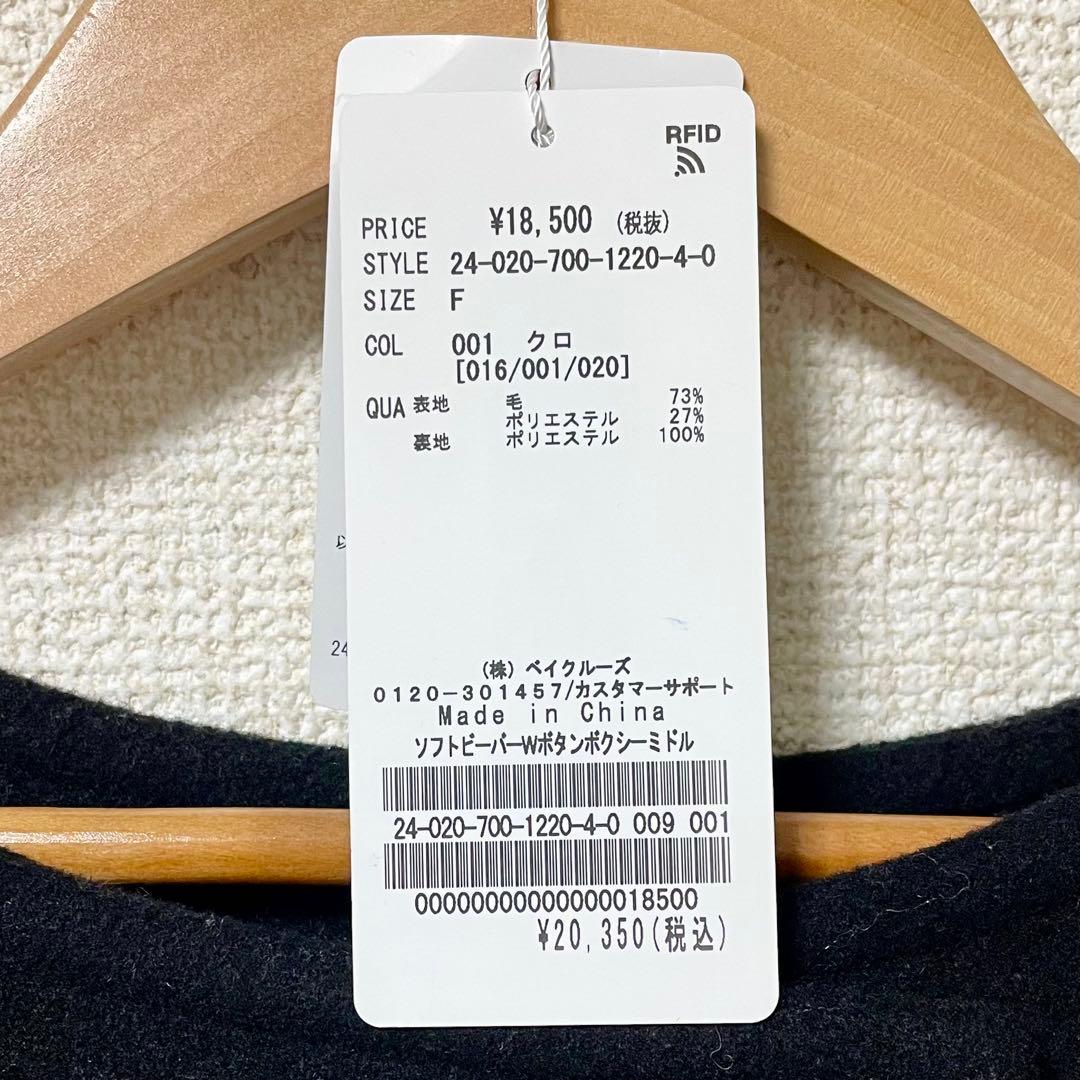 RFID
PRICE ¥18,500 (税抜)
STYLE 24-020-700-1220-4-0
SIZE F
COL 001 クロ
[016/001/020]
QUA 表地 毛 73%
ポリエステル 27%
裏地 ポリエステル 100%
以
24
(株) ベイクルーズ
0120-301457/カスタマーサポート
Made in China
ソフトビーバーWボタンボクシーミドル
24-020-700-1220-4-0 009 001
00000000000000018500
¥20,350(税込)